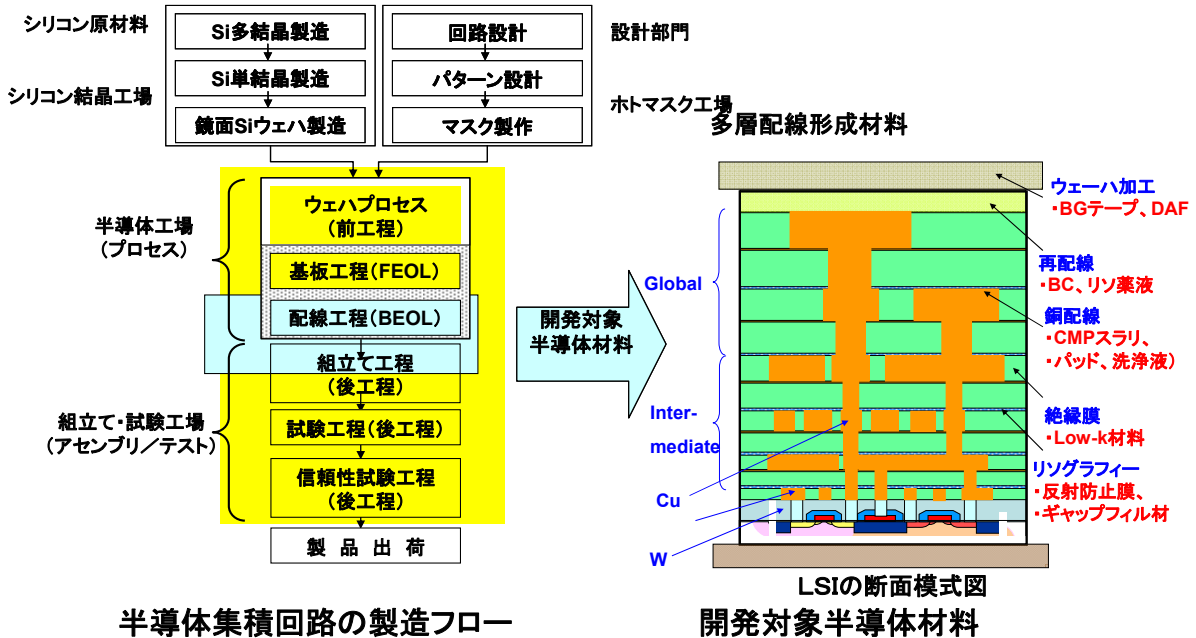 シリコン原材料
Si多結晶製造
シリコン結晶工場
Si単結晶製造
鏡面Siウェハ製造
回路設計
設計部門
パターン設計
ホトマスク工場
マスク製作
半導体工場
(プロセス)
ウェハプロセス
(前工程)
基板工程(FEOL)
配線工程(BEOL)
組立て・試験工場
(アセンブリ/テスト)
組立て工程
(後工程)
試験工程(後工程)
信頼性試験工程
(後工程)
製品出荷
開発対象
半導体材料
多層配線形成材料
Global
Inter-
mediate
Cu
W
ウェーハ加工
・BGテープ、DAF
再配線
・BC、リソ薬液
銅配線
・CMPスラリ、
・パッド、洗浄液)
絶縁膜
・Low-k材料
リソグラフィー
・反射防止膜、
・ギャップフィル材
LSIの断面模式図
半導体集積回路の製造フロー
開発対象半導体材料